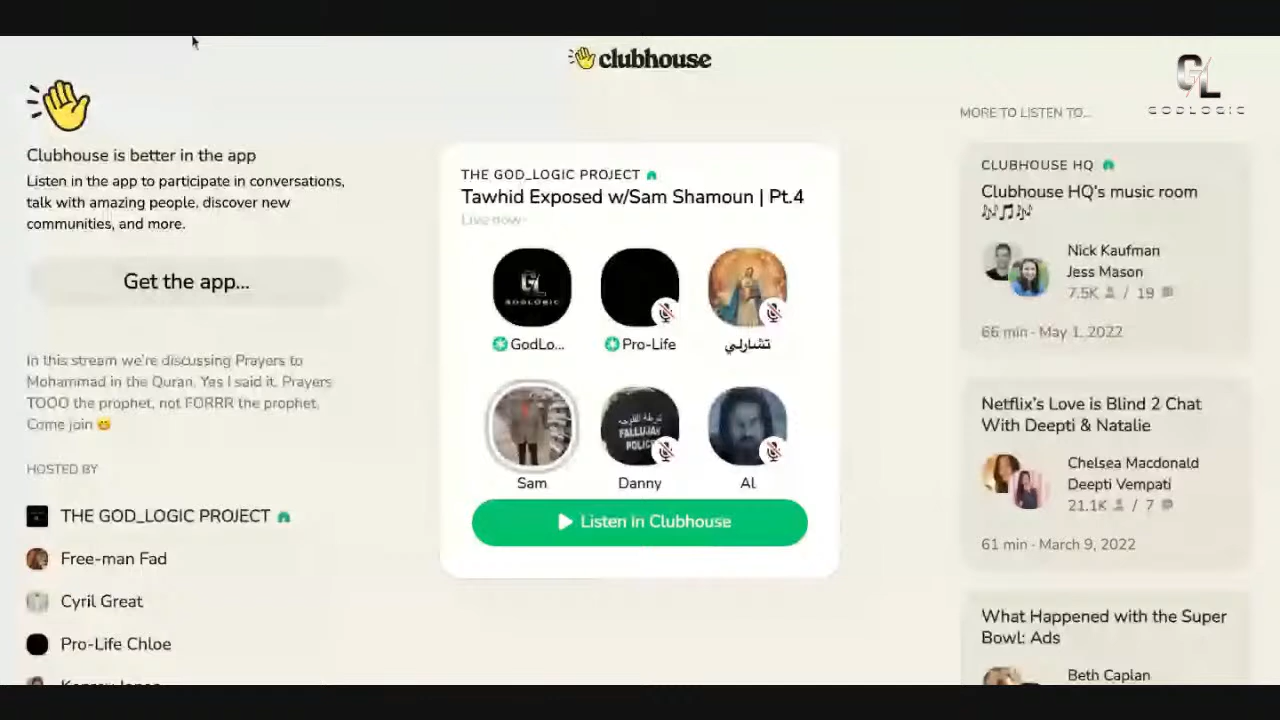 clubhouse
GL
GODLOGIC
Clubhouse is better in the app
Listen in the app to participate in conversations,
talk with amazing people, discover new
communities, and more.
Get the app...
In this stream we're discussing Prayers to
Mohammad in the Quran. Yes I said it. Prayers
TOOO the prophet, not FORRR the prophet.
Come join 😄
HOSTED BY
THE GOD_LOGIC PROJECT
Free-man Fad
Cyril Great
Pro-Life Chloe
THE GOD_LOGIC PROJECT
Tawhid Exposed w/Sam Shamoun | Pt.4
Live now
GL
GODLOGIC
GodLo...
Pro-Life
تشارلي
FALLUJAH
POLICE
Sam
Danny
Al
Listen in Clubhouse
MORE TO LISTEN TO...
CLUBHOUSE HQ
Clubhouse HQ's music room
🎶🎵🎶
Nick Kaufman
Jess Mason
7.5K / 19
66 min · May 1, 2022
Netflix's Love is Blind 2 Chat
With Deepti & Natalie
Chelsea Macdonald
Deepti Vempati
21.1K / 7
61 min · March 9, 2022
What Happened with the Super
Bowl: Ads
Beth Caplan